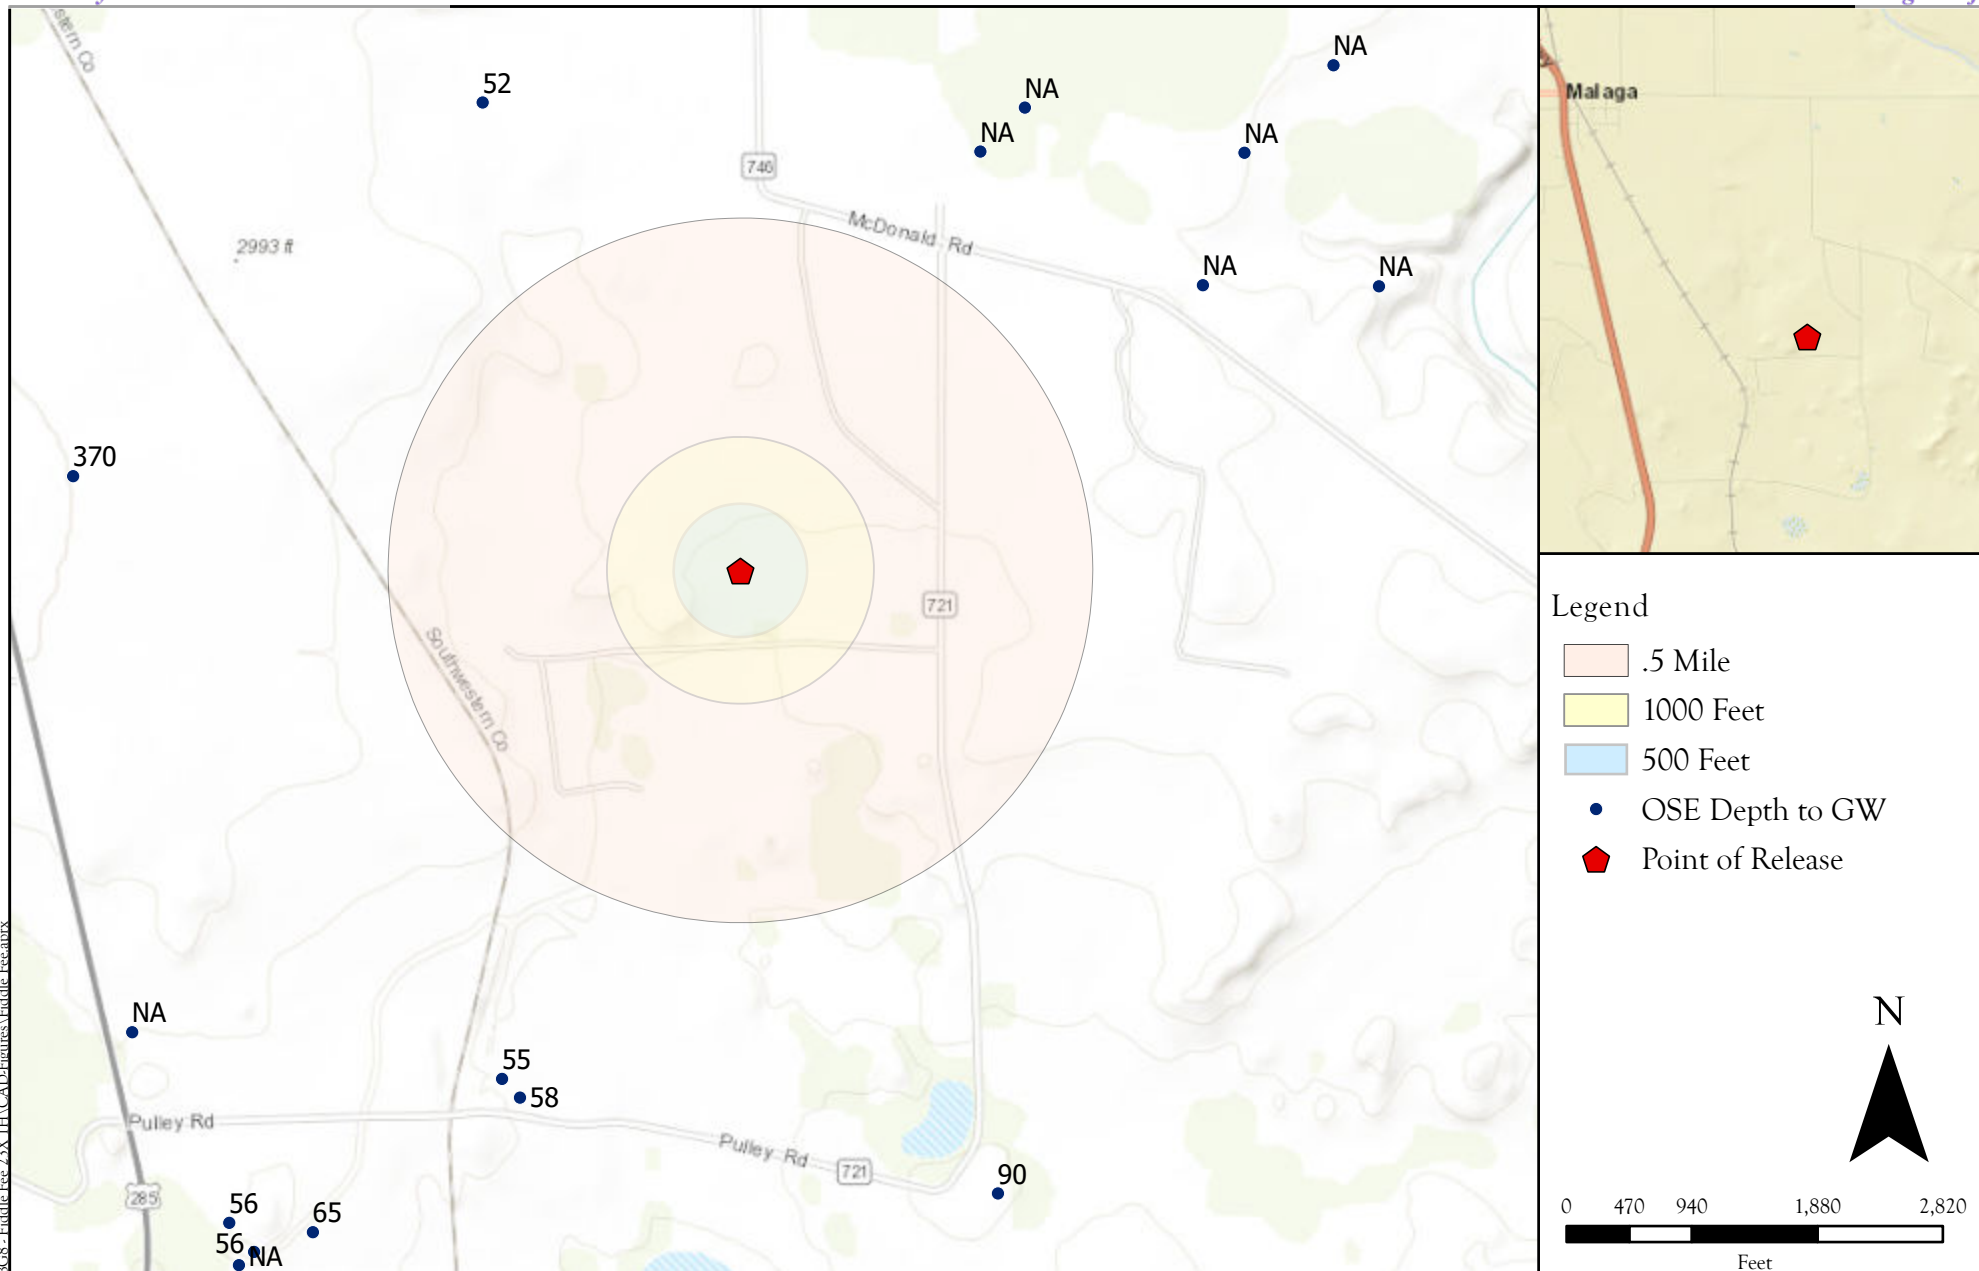 stern Co
52
NA
NA
NA
NA
746
McDonald Rd
2993 ft
NA
NA
370
721
Southwestern Co
NA
55
58
Pulley Rd
Pulley Rd
721
90
285
56
65
56
NA
Malaga
Legend
.5 Mile
1000 Feet
500 Feet
OSE Depth to GW
Point of Release
N
0 470 940 1,880 2,820
Feet